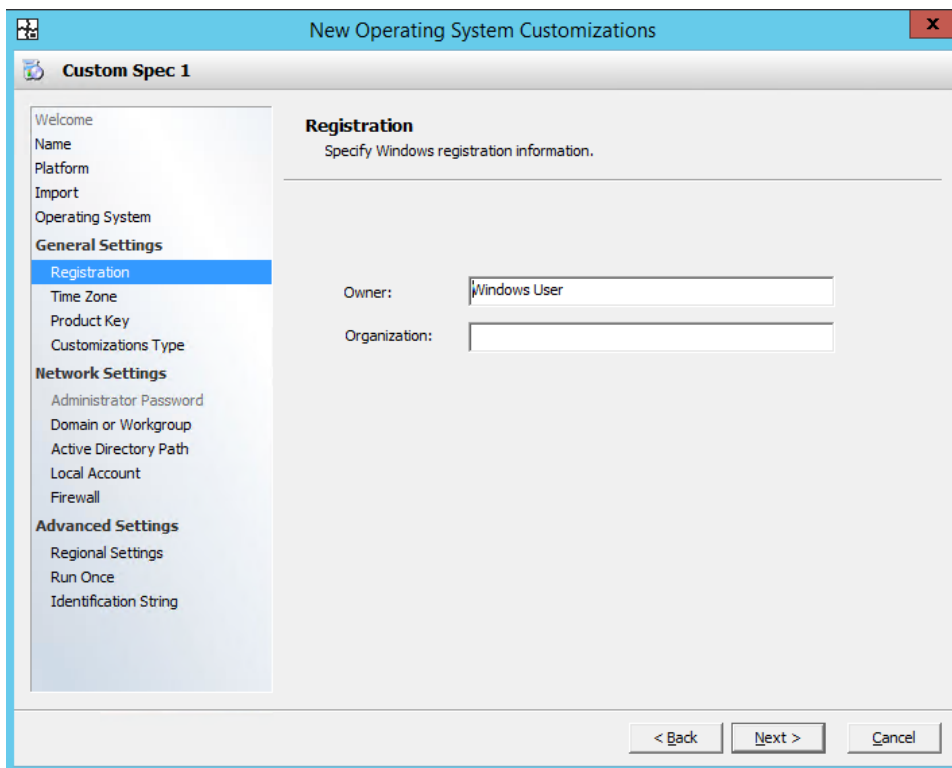 New Operating System Customizations
x
Custom Spec 1
Welcome
Name
Platform
Import
Operating System
General Settings
Registration
Time Zone
Product Key
Customizations Type
Network Settings
Administrator Password
Domain or Workgroup
Active Directory Path
Local Account
Firewall
Advanced Settings
Regional Settings
Run Once
Identification String
Registration
Specify Windows registration information.
Owner: Windows User
Organization:
< Back Next > Cancel